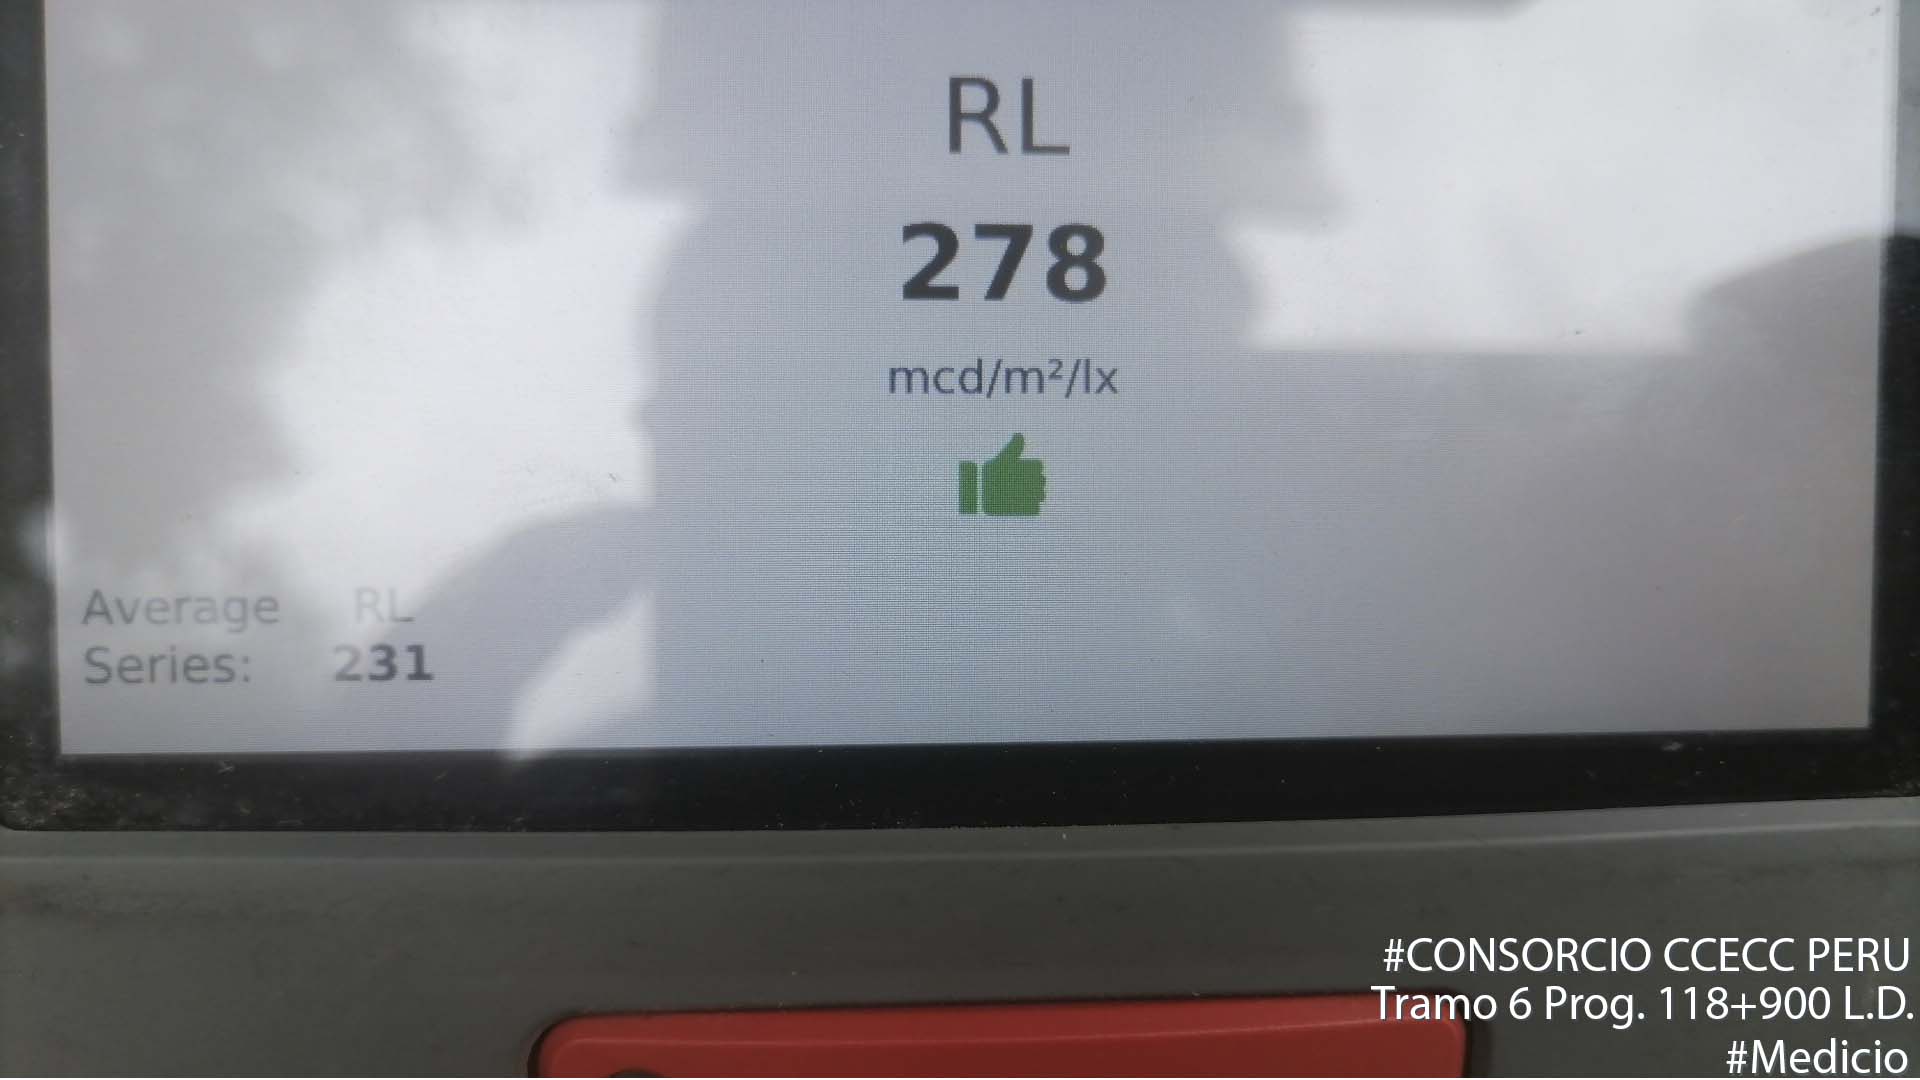 RL
278
mcd/m²/lx
Average RL
Series: 231
#CONSORCIO CCECC PERU
Tramo 6 Prog. 118+900 L.D.
#Medicio